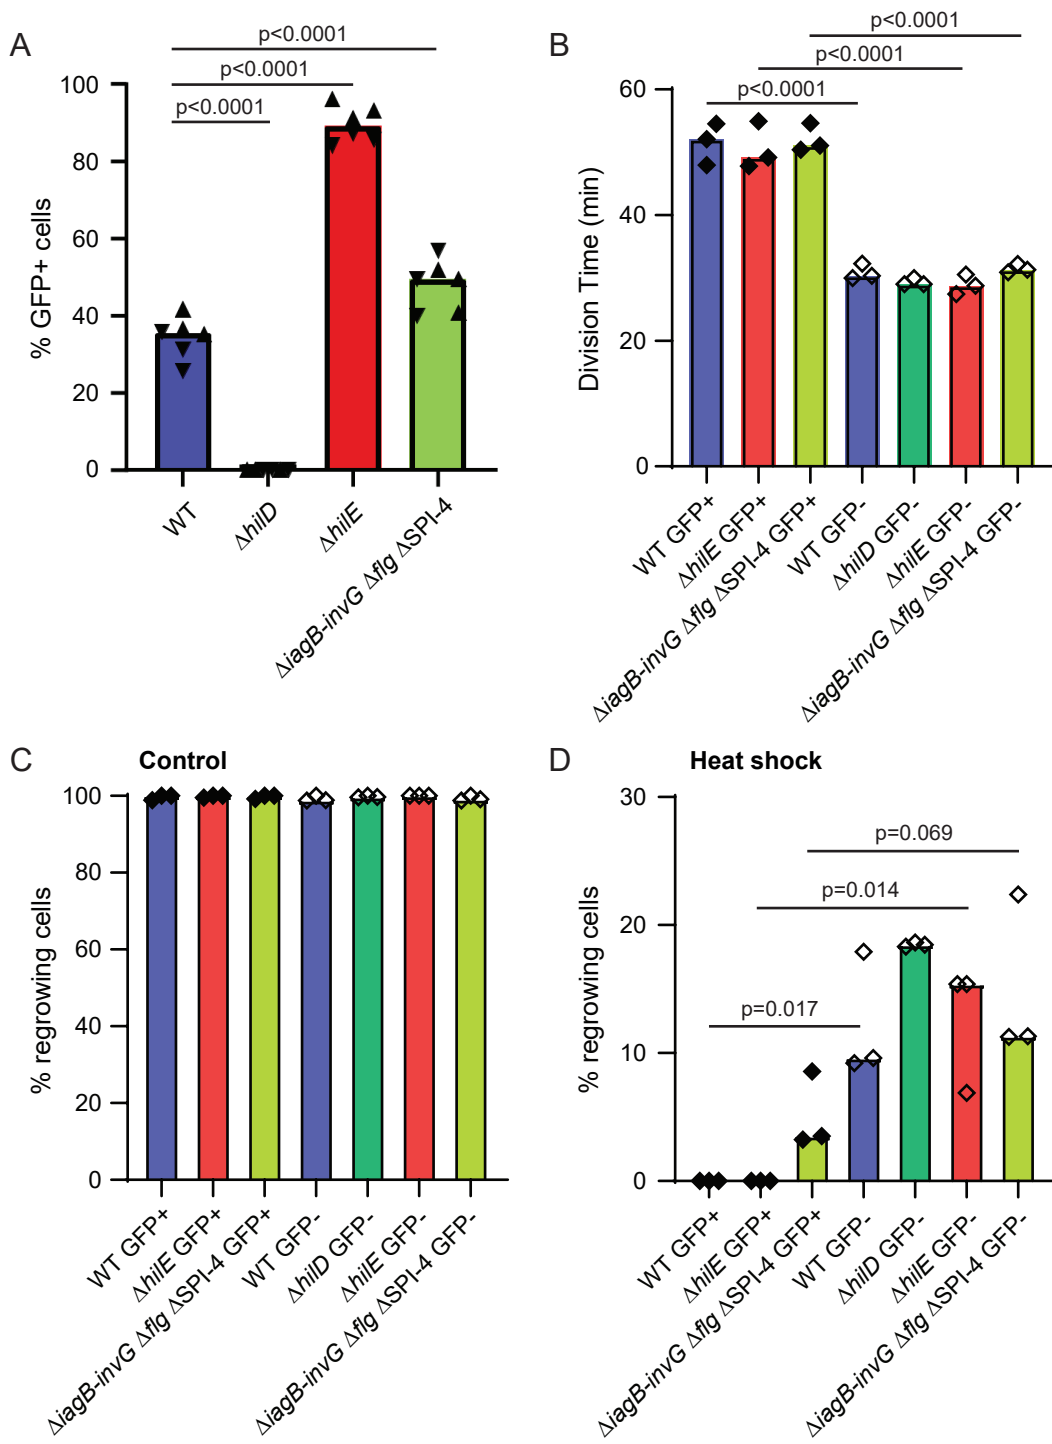 A
p<0.0001
p<0.0001
p<0.0001
% GFP+ cells
100
80
60
40
20
0
WT
ΔhilD
ΔhilE
ΔiagB-invG Δflg ΔSPI-4
B
p<0.0001
p<0.0001
p<0.0001
Division Time (min)
60
40
20
0
WT GFP+
ΔhilE GFP+
ΔiagB-invG Δflg ΔSPI-4 GFP+
WT GFP-
ΔhilD GFP-
ΔhilE GFP-
ΔiagB-invG Δflg ΔSPI-4 GFP-
C
Control
% regrowing cells
100
80
60
40
20
0
WT GFP+
ΔhilE GFP+
ΔiagB-invG Δflg ΔSPI-4 GFP+
WT GFP-
ΔhilD GFP-
ΔhilE GFP-
ΔiagB-invG Δflg ΔSPI-4 GFP-
D
Heat shock
% regrowing cells
30
20
10
0
p=0.069
p=0.014
p=0.017
WT GFP+
ΔhilE GFP+
ΔiagB-invG Δflg ΔSPI-4 GFP+
WT GFP-
ΔhilD GFP-
ΔhilE GFP-
ΔiagB-invG Δflg ΔSPI-4 GFP-